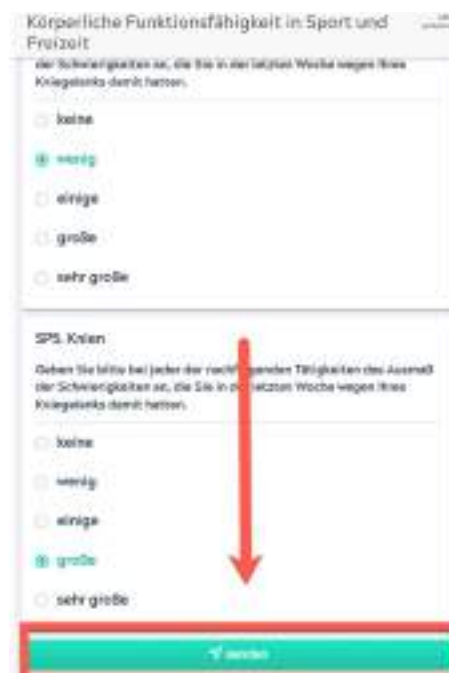 Körperliche Funktionsfähigkeit in Sport und
Freizeit
der Schwierigkeiten an, die Sie in der letzten Woche wegen Ihres
Kniegelenks damit hatten.
keine
wenig
einige
große
sehr große
SP5. Knien
Geben Sie bitte bei jeder der nachfolgenden Tätigkeiten das Ausmaß
der Schwierigkeiten an, die Sie in der letzten Woche wegen Ihres
Kniegelenks damit hatten.
keine
wenig
einige
große
sehr große
senden